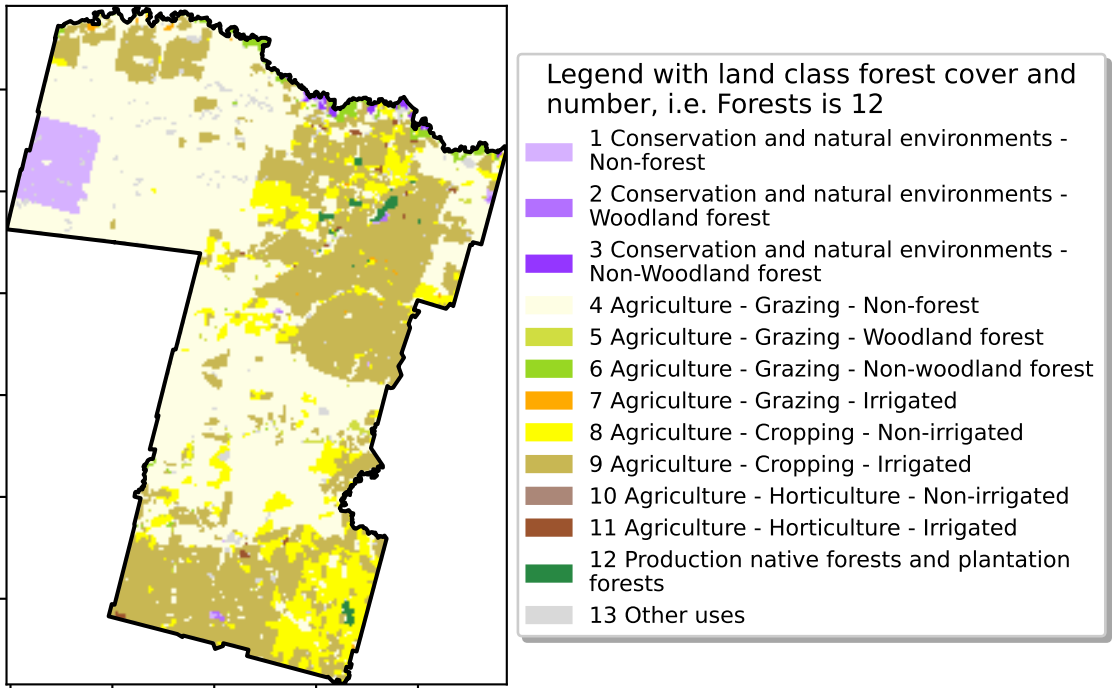 Legend with land class forest cover and
number, i.e. Forests is 12
1 Conservation and natural environments -
Non-forest
2 Conservation and natural environments -
Woodland forest
3 Conservation and natural environments -
Non-Woodland forest
4 Agriculture - Grazing - Non-forest
5 Agriculture - Grazing - Woodland forest
6 Agriculture - Grazing - Non-woodland forest
7 Agriculture - Grazing - Irrigated
8 Agriculture - Cropping - Non-irrigated
9 Agriculture - Cropping - Irrigated
10 Agriculture - Horticulture - Non-irrigated
11 Agriculture - Horticulture - Irrigated
12 Production native forests and plantation
forests
13 Other uses